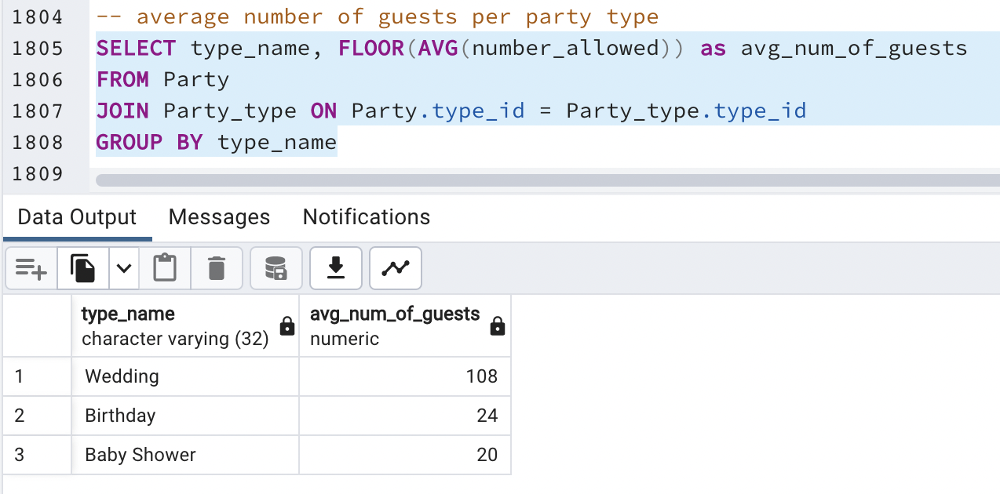 1804 -- average number of guests per party type
1805 SELECT type_name, FLOOR(AVG(number_allowed)) as avg_num_of_guests
1806 FROM Party
1807 JOIN Party_type ON Party.type_id = Party_type.type_id
1808 GROUP BY type_name
1809
Data Output Messages Notifications
type_name avg_num_of_guests
character varying (32) numeric
1 Wedding 108
2 Birthday 24
3 Baby Shower 20